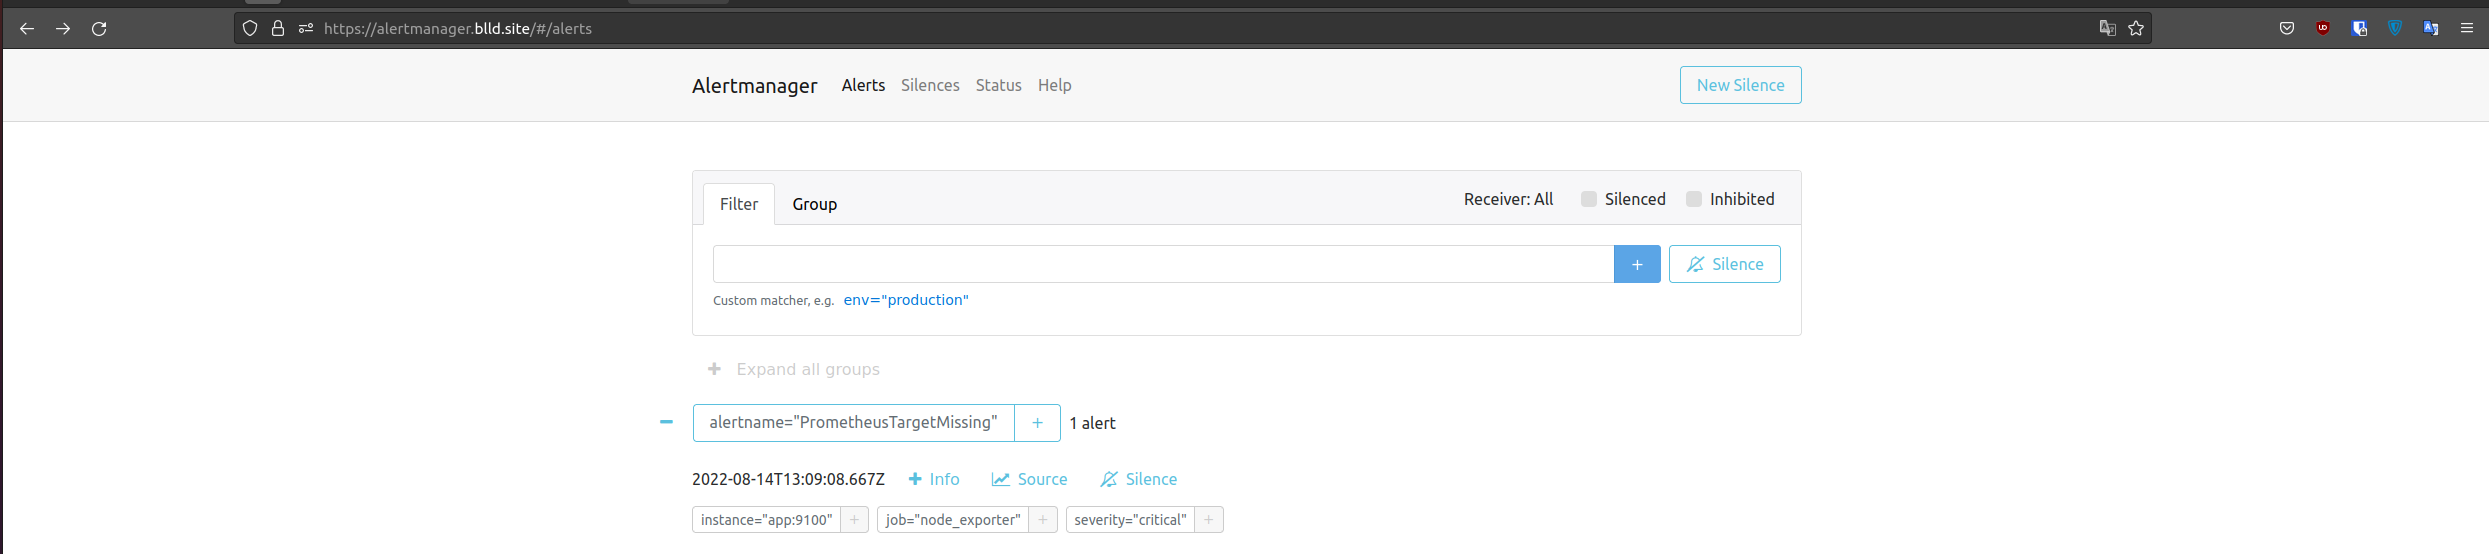 https://alertmanager.blld.site/#/alerts
Alertmanager Alerts Silences Status Help New Silence
Filter Group Receiver: All Silenced Inhibited
+ Silence
Custom matcher, e.g. env="production"
+ Expand all groups
alertname="PrometheusTargetMissing" + 1 alert
2022-08-14T13:09:08.667Z + Info Source Silence
instance="app:9100" + job="node_exporter" + severity="critical" +